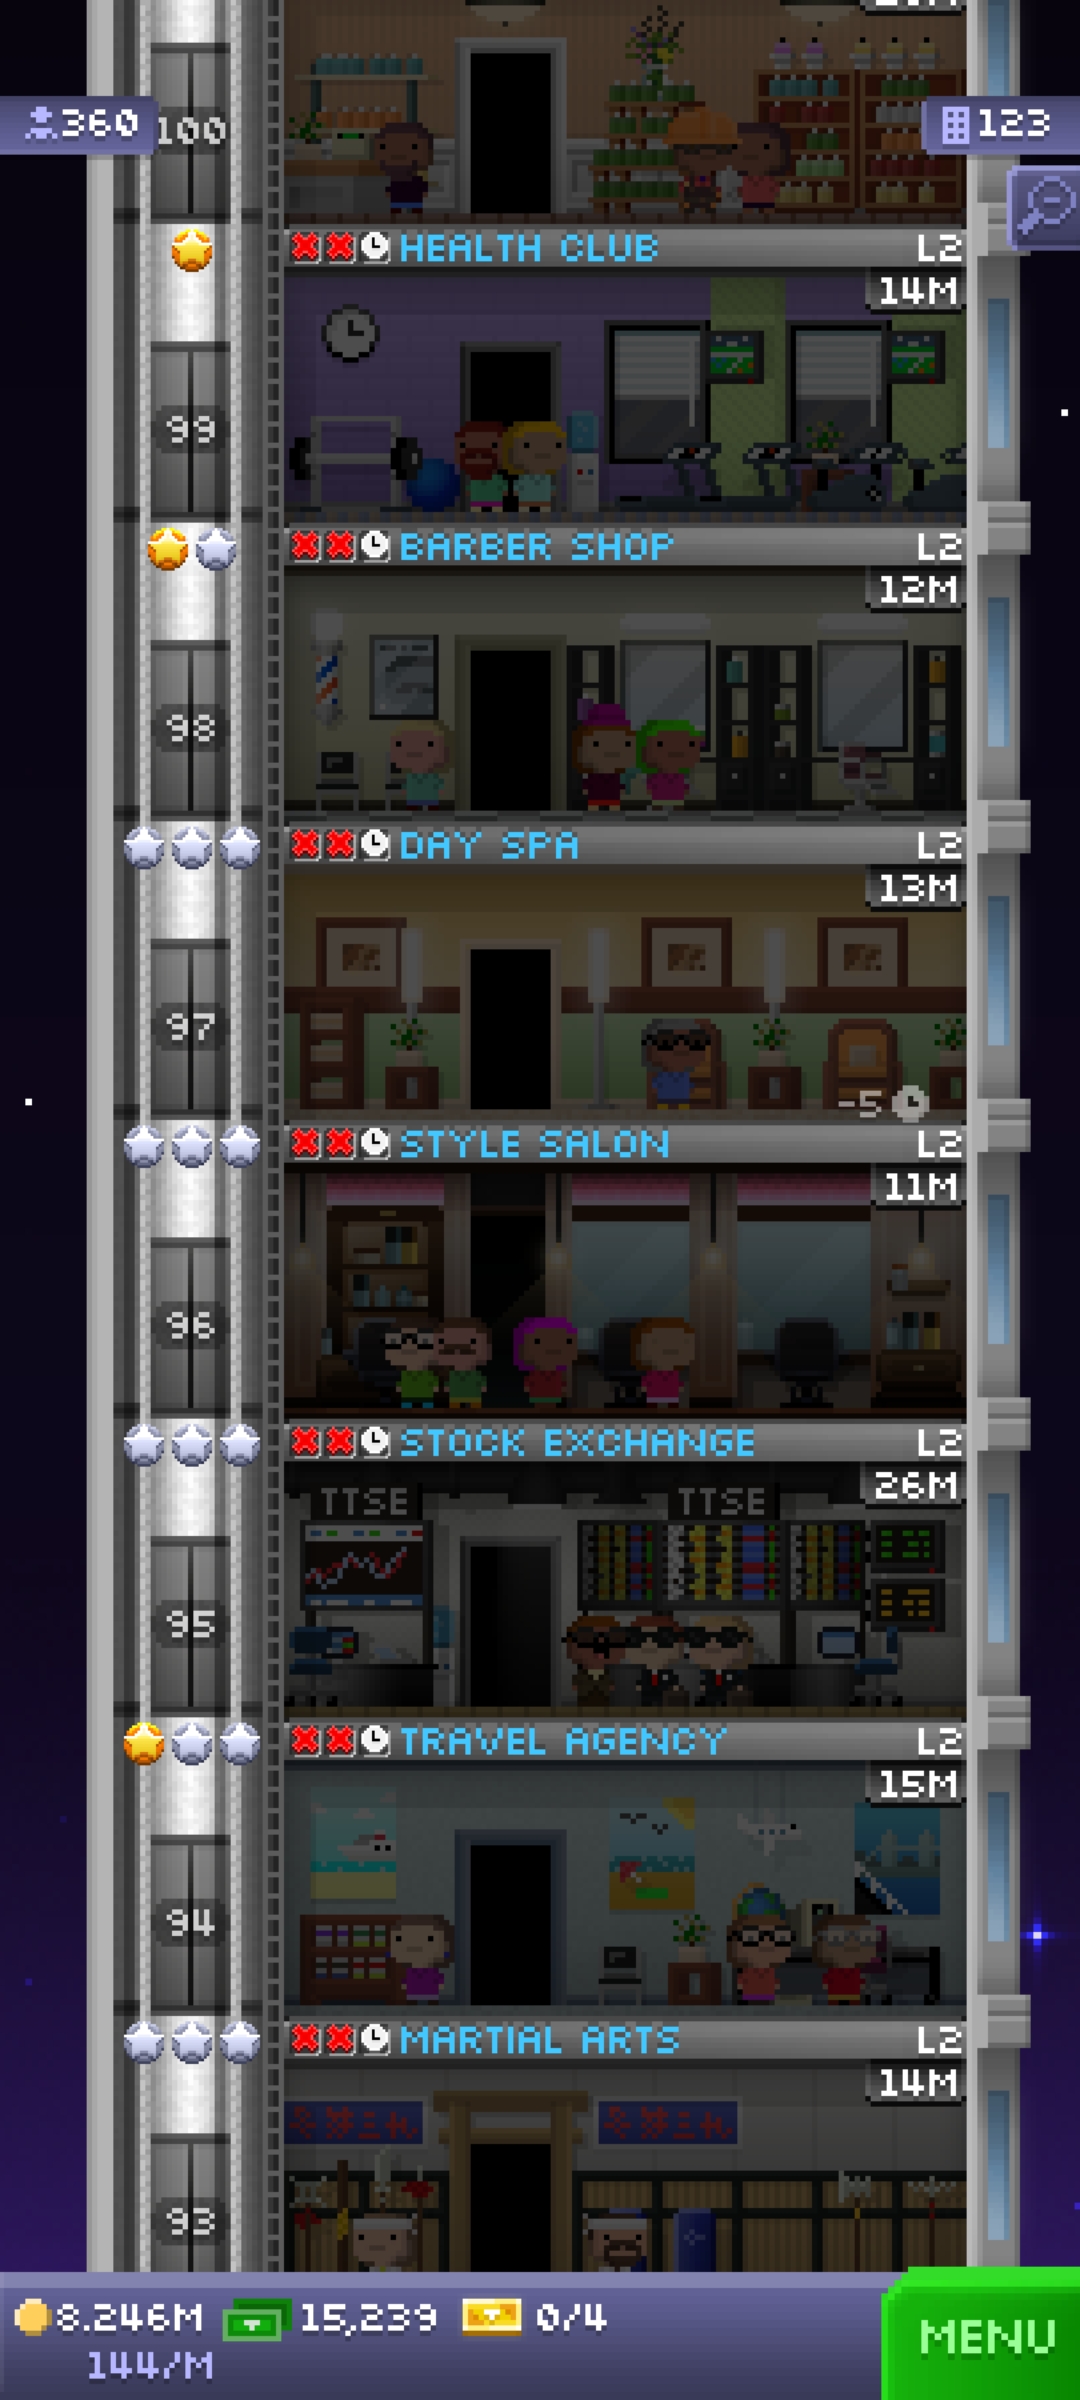 360
100
123
HEALTH CLUB L2
14M
99
BARBER SHOP L2
12M
98
DAY SPA L2
13M
97
-5
STYLE SALON L2
11M
96
STOCK EXCHANGE L2
26M
TTSE TTSE
95
TRAVEL AGENCY L2
15M
94
MARTIAL ARTS L2
14M
93
8.246M 15,239 0/4
144/M
MENU